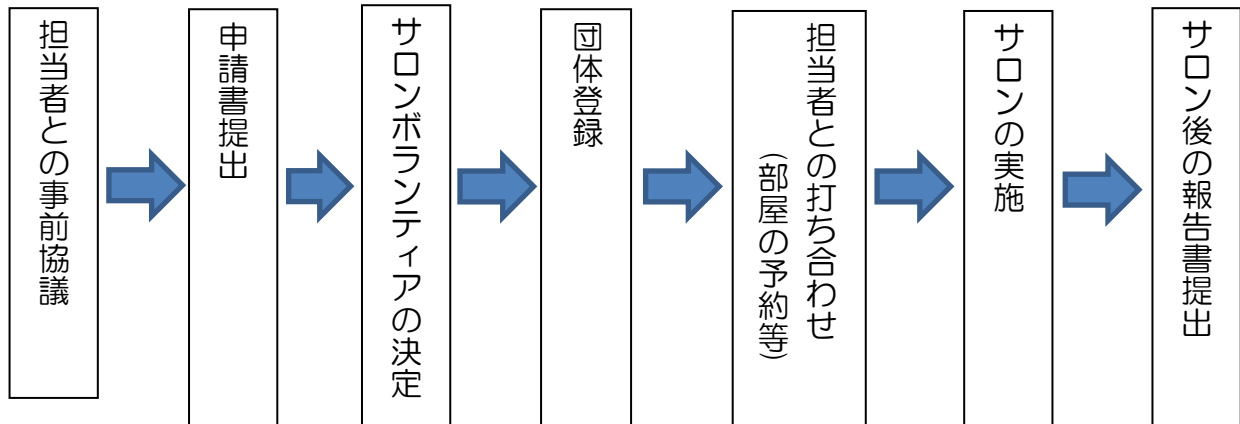 担当者との事前協議
申請書提出
サロンボランティアの決定
団体登録
担当者との打ち合わせ
（部屋の予約等）
サロンの実施
サロン後の報告書提出